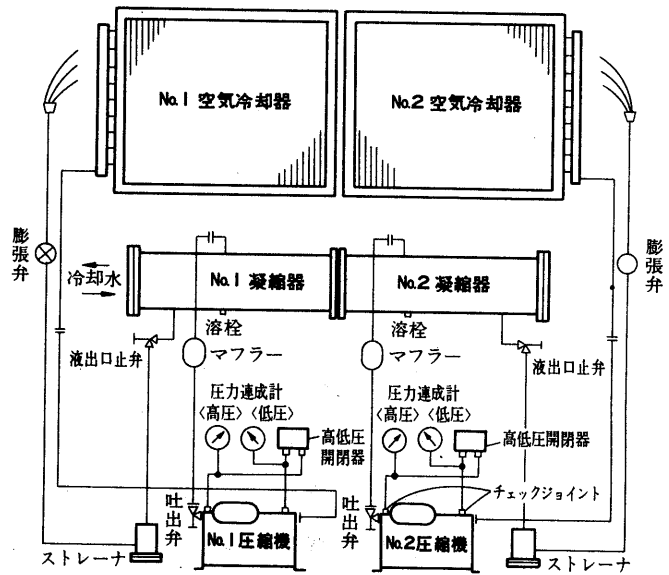 No.1 空気冷却器
No.2 空気冷却器
膨張弁
冷却水
No.1 凝縮器
No.2 凝縮器
膨張弁
溶栓
溶栓
液出口止弁
マフラー
マフラー
液出口止弁
圧力連成計
〈高圧〉〈低圧〉
高低圧
開閉器
圧力連成計
〈高圧〉〈低圧〉
高低圧開閉器
チェックジョイント
吐出弁
吐出弁
No.1圧縮機
No.2圧縮機
ストレーナ
ストレーナ